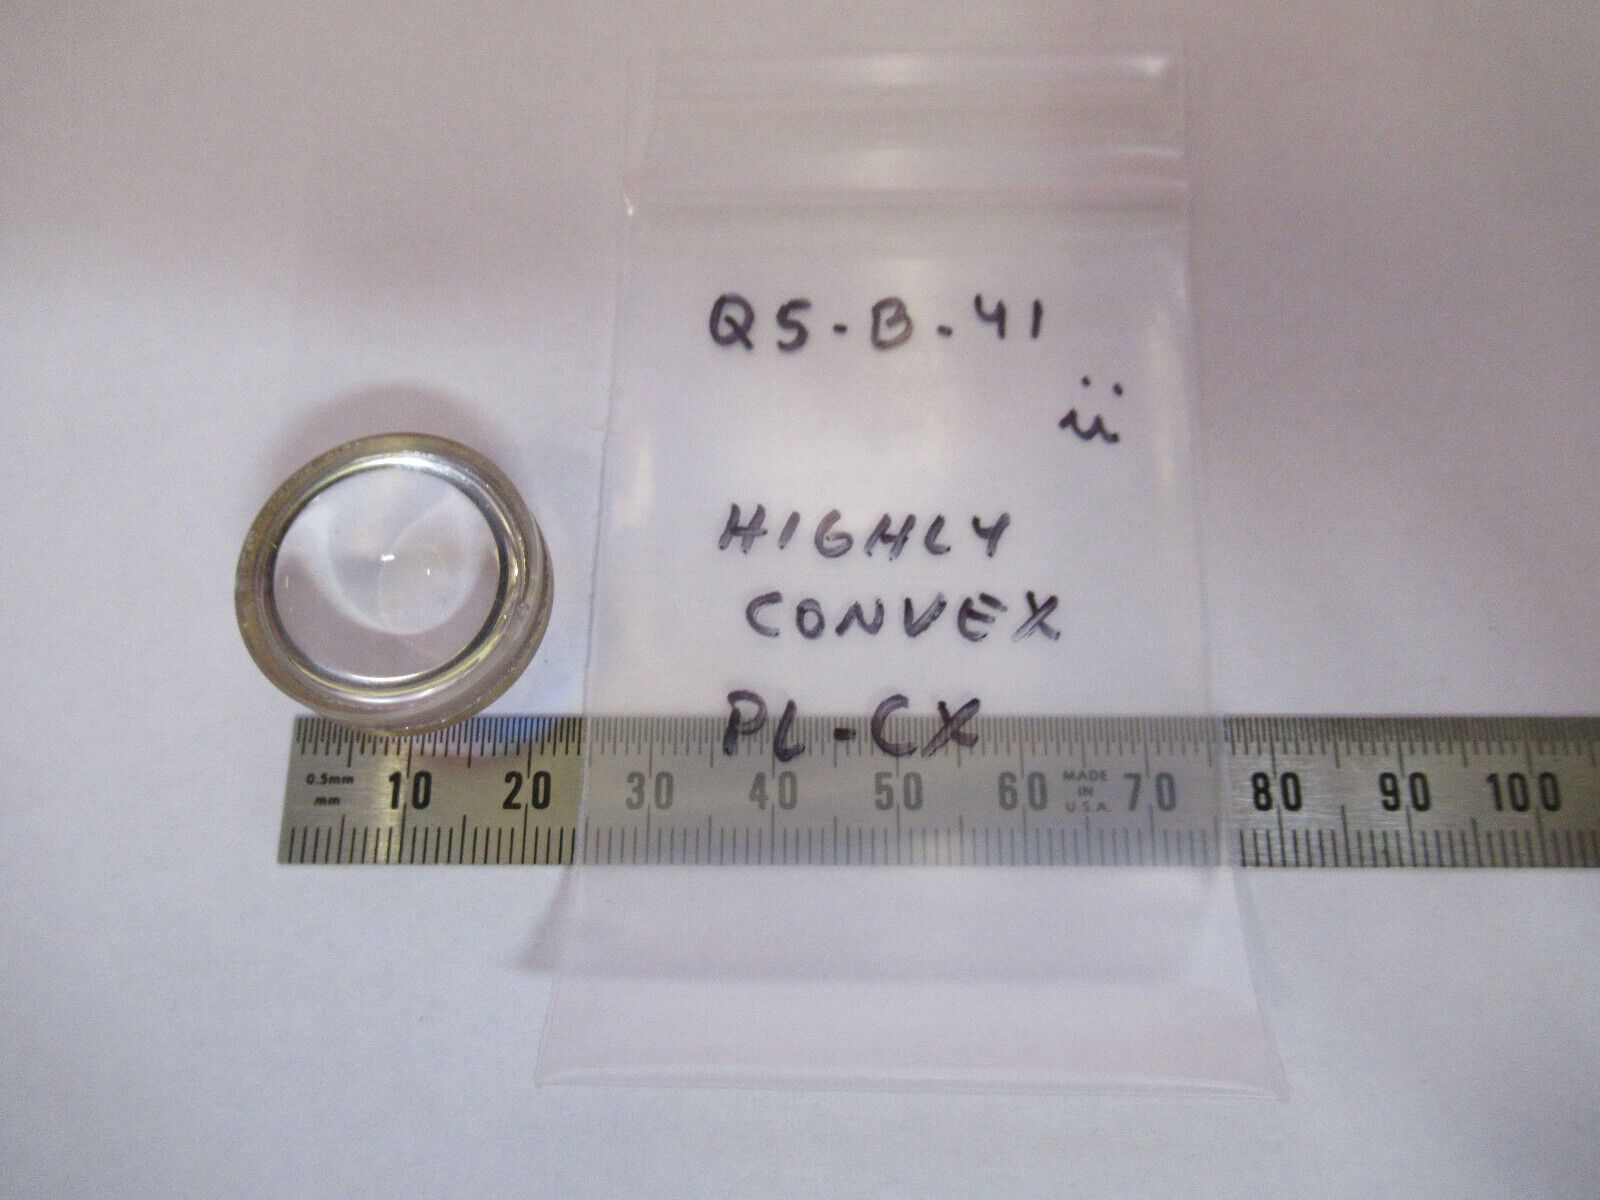 Q5-B-41
ii
HIGHLY
CONVEX
PL-CX
0.5mm
mm
10 20 30 40 50 60 MADE IN U.S.A. 70 80 90 100